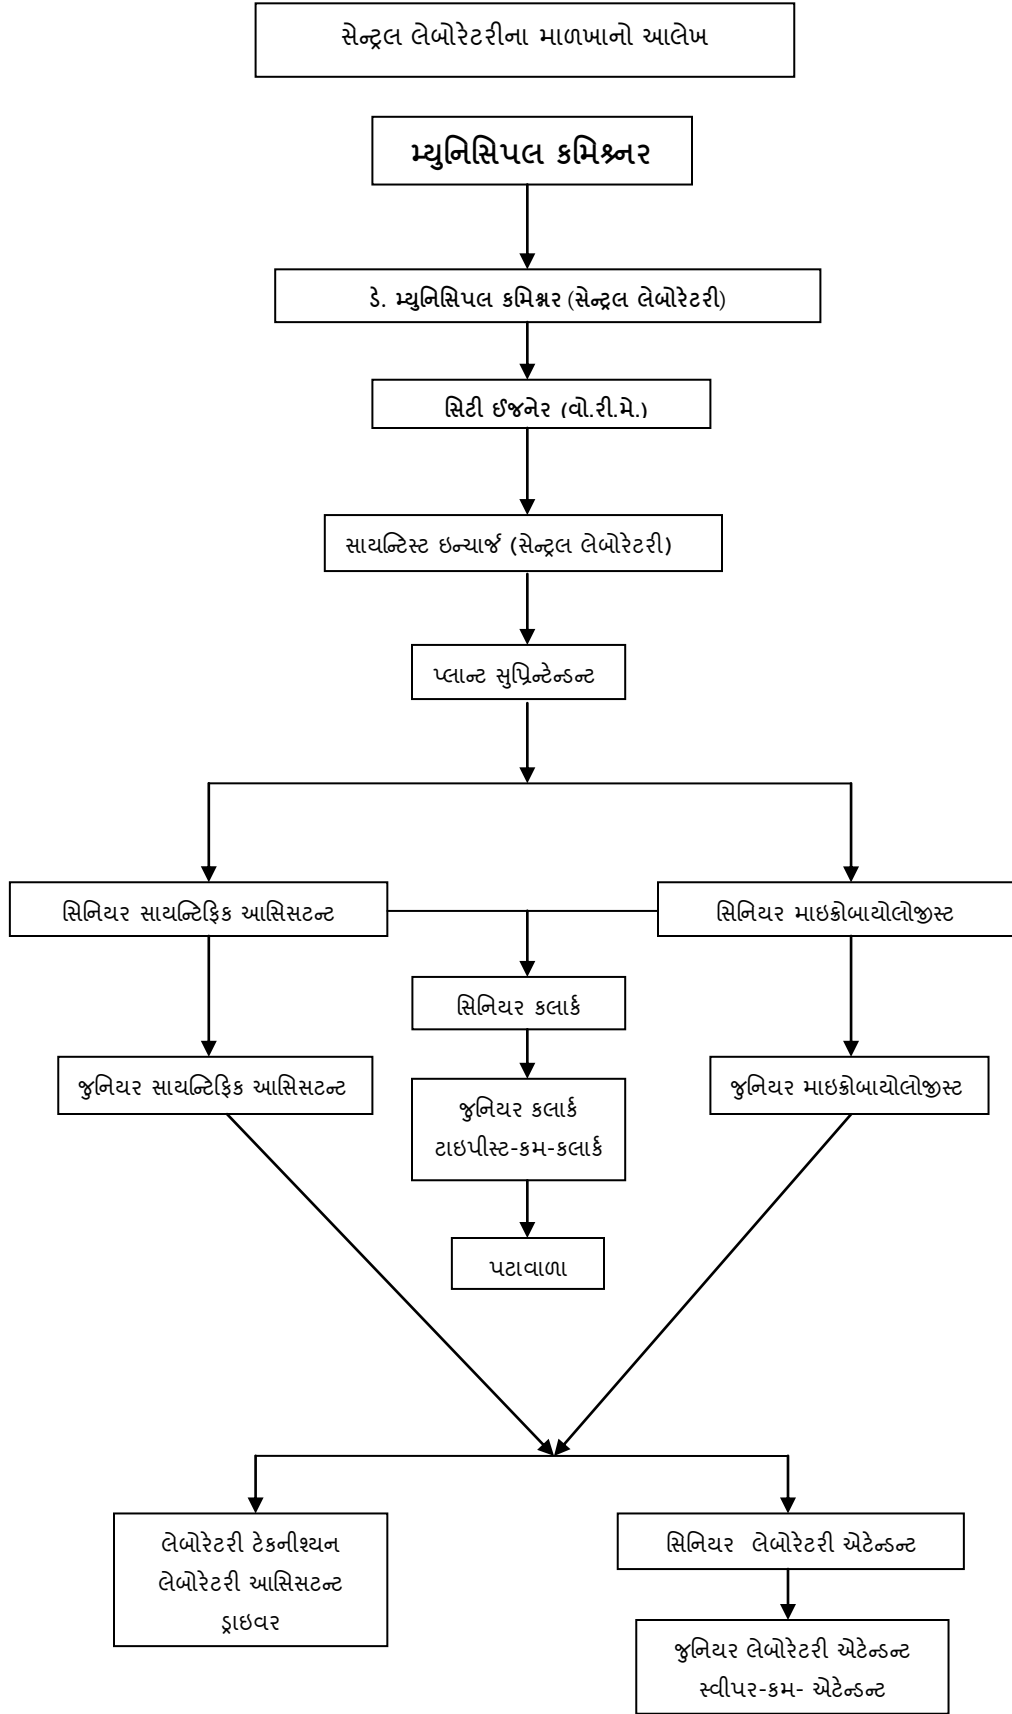 સેન્ટ્રલ લેબોરેટરીના માળખાનો આલેખ
મ્યુનિસિપલ કમિશ્નર
ડે. મ્યુનિસિપલ કમિશ્નર (સેન્ટ્રલ લેબોરેટરી)
સિટી ઈજનેર (વો.રી.મે.)
સાયન્ટિસ્ટ ઇન્ચાર્જ (સેન્ટ્રલ લેબોરેટરી)
પ્લાન્ટ સુપ્રિન્ટેન્ડન્ટ
સિનિયર સાયન્ટિફિક આસિસટન્ટ
સિનિયર માઇક્રોબાયોલોજીસ્ટ
સિનિયર કલાર્ક
જુનિયર સાયન્ટિફિક આસિસટન્ટ
જુનિયર માઇક્રોબાયોલોજીસ્ટ
જુનિયર કલાર્ક
ટાઇપીસ્ટ-કમ-કલાર્ક
પટાવાળા
લેબોરેટરી ટેકનીશ્યન
લેબોરેટરી આસિસટન્ટ
ડ્રાઇવર
સિનિયર લેબોરેટરી એટેન્ડન્ટ
જુનિયર લેબોરેટરી એટેન્ડન્ટ
સ્વીપર-કમ- એટેન્ડન્ટ